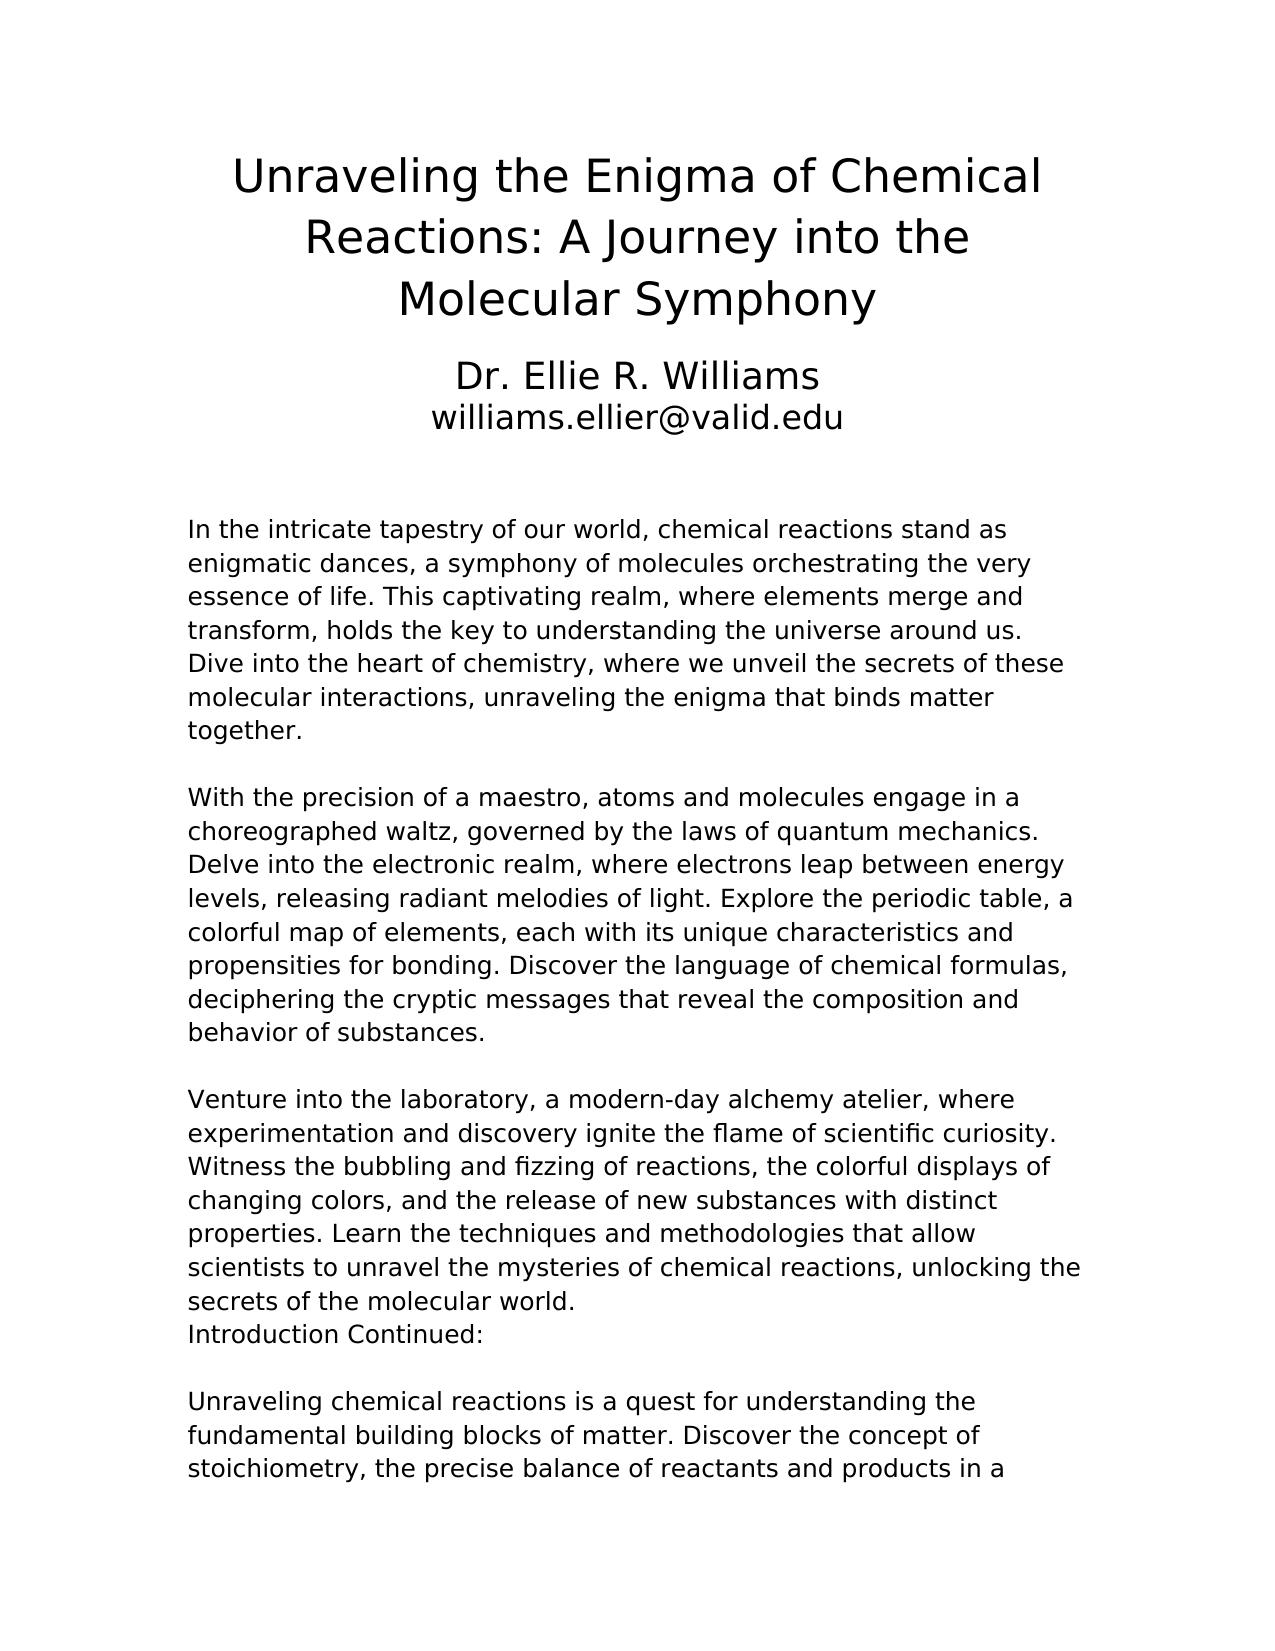 Unraveling the Enigma of Chemical
Reactions: A Journey into the
Molecular Symphony
Dr. Ellie R. Williams
williams.ellier@valid.edu
In the intricate tapestry of our world, chemical reactions stand as
enigmatic dances, a symphony of molecules orchestrating the very
essence of life. This captivating realm, where elements merge and
transform, holds the key to understanding the universe around us.
Dive into the heart of chemistry, where we unveil the secrets of these
molecular interactions, unraveling the enigma that binds matter
together.
With the precision of a maestro, atoms and molecules engage in a
choreographed waltz, governed by the laws of quantum mechanics.
Delve into the electronic realm, where electrons leap between energy
levels, releasing radiant melodies of light. Explore the periodic table, a
colorful map of elements, each with its unique characteristics and
propensities for bonding. Discover the language of chemical formulas,
deciphering the cryptic messages that reveal the composition and
behavior of substances.
Venture into the laboratory, a modern-day alchemy atelier, where
experimentation and discovery ignite the flame of scientific curiosity.
Witness the bubbling and fizzing of reactions, the colorful displays of
changing colors, and the release of new substances with distinct
properties. Learn the techniques and methodologies that allow
scientists to unravel the mysteries of chemical reactions, unlocking the
secrets of the molecular world.
Introduction Continued:
Unraveling chemical reactions is a quest for understanding the
fundamental building blocks of matter. Discover the concept of
stoichiometry, the precise balance of reactants and products in a